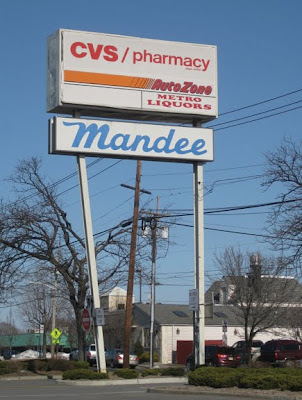 CVS/pharmacy
AutoZone
METRO
LIQUORS
Mandee